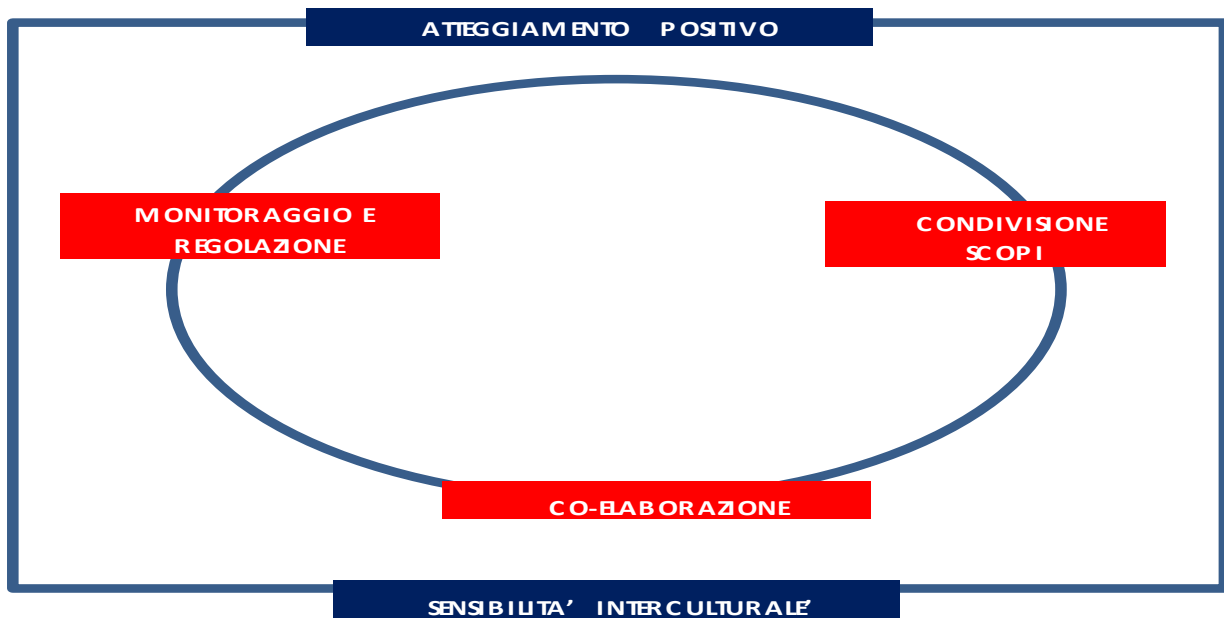 ATTEGGIAMENTO POSITIVO
MONITORAGGIO E
REGOLAZIONE
CONDIVISIONE
SCOPI
CO-ELABORAZIONE
SENSIBILITA’ INTERCULTURALE’